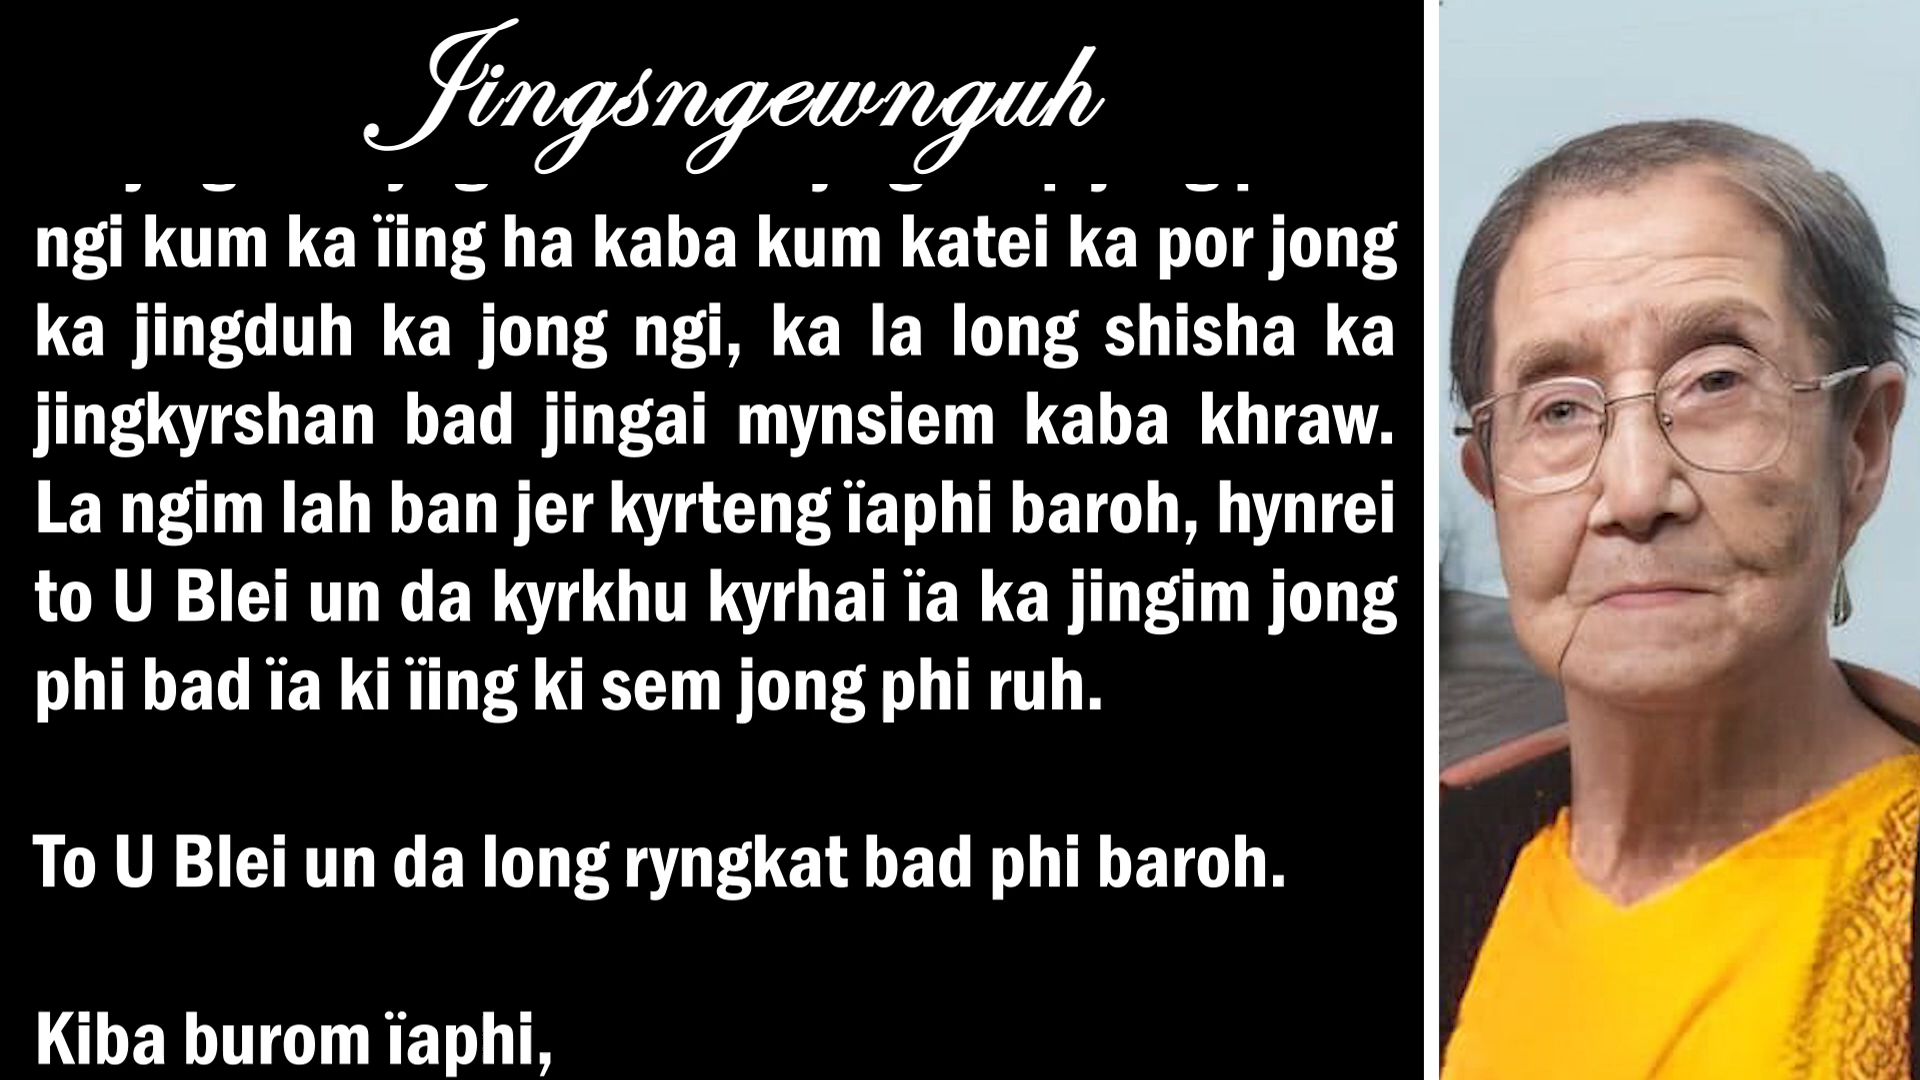 Jingsngewnguh
ngi kum ka ïing ha kaba kum katei ka por jong
ka jingduh ka jong ngi, ka la long shisha ka
jingkyrshan bad jingai mynsiem kaba khraw.
La ngim lah ban jer kyrteng ïaphi baroh, hynrei
to U Blei un da kyrkhu kyrhai ïa ka jingim jong
phi bad ïa ki ïing ki sem jong phi ruh.
To U Blei un da long ryngkat bad phi baroh.
Kiba burom ïaphi,